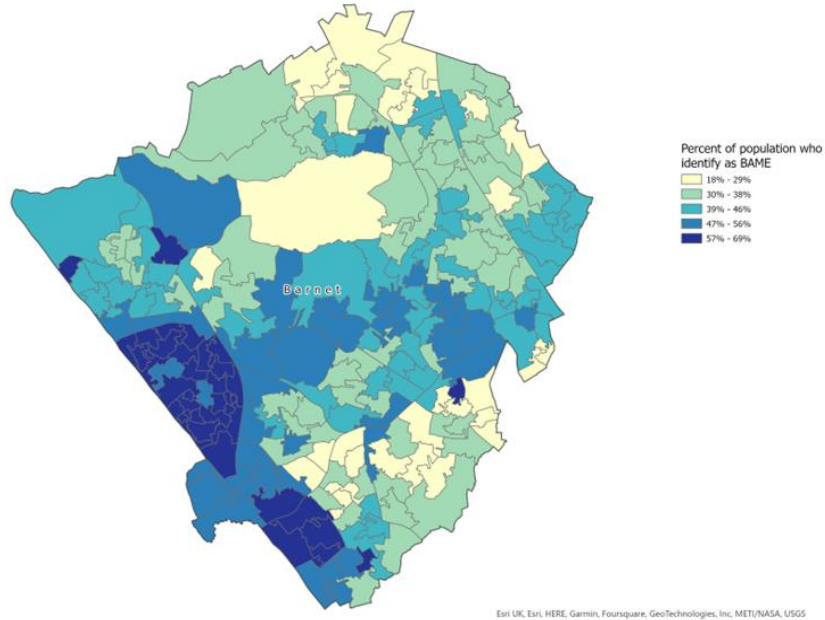 Barnet
Percent of population who
identify as BAME
18% - 29%
30% - 38%
39% - 46%
47% - 56%
57% - 69%
Esri UK, Esri, HERE, Garmin, Foursquare, GeoTechnologies, Inc, METI/NASA, USGS